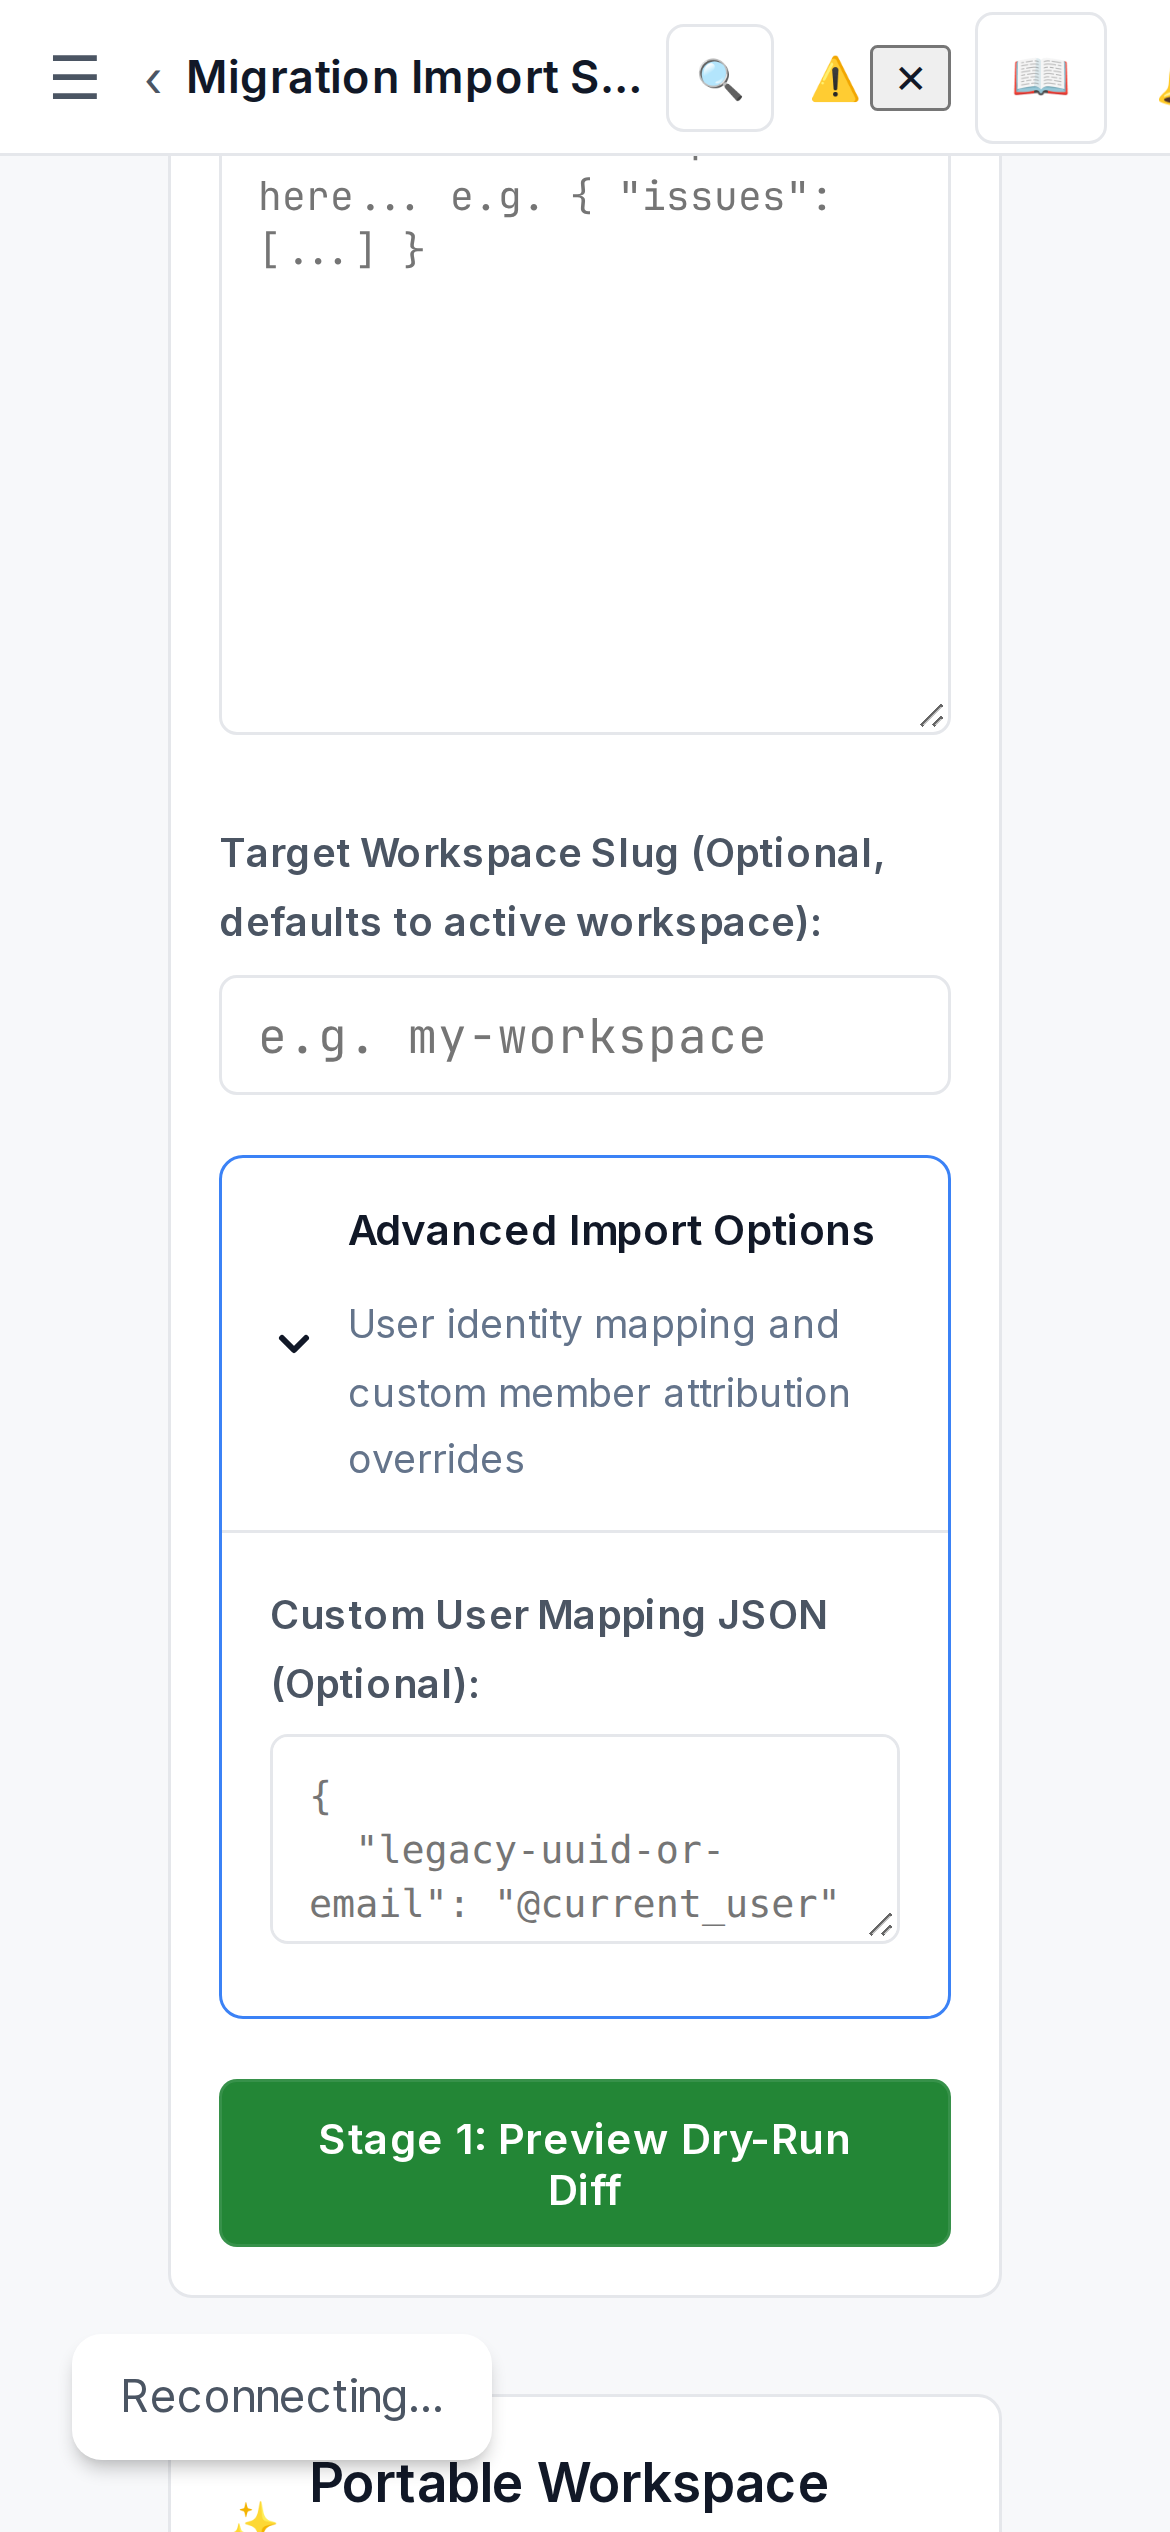 Migration Import S...
here... e.g. { "issues":
[...] }
Target Workspace Slug (Optional,
defaults to active workspace):
e.g. my-workspace
Advanced Import Options
User identity mapping and
custom member attribution
overrides
Custom User Mapping JSON
(Optional):
{
"legacy-uuid-or-
email": "@current_user"
Stage 1: Preview Dry-Run
Diff
Reconnecting...
Portable Workspace